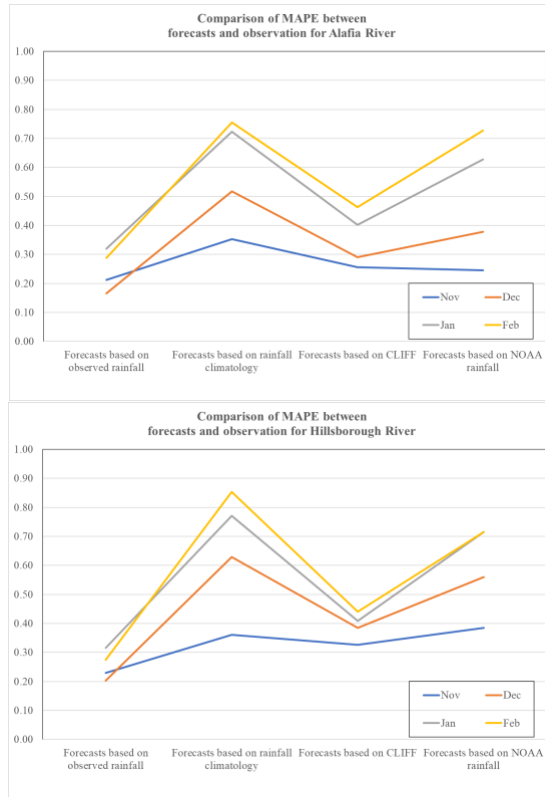 Comparison of MAPE between
forecasts and observation for Alafia River
1.00
0.90
0.80
0.70
0.60
0.50
0.40
0.30
0.20
0.10
0.00
Nov Dec
Jan Feb
Forecasts based on Forecasts based on rainfall Forecasts based on CLIFF Forecasts based on NOAA
observed rainfall climatology rainfall
Comparison of MAPE between
forecasts and observation for Hillsborough River
1.00
0.90
0.80
0.70
0.60
0.50
0.40
0.30
0.20
0.10
0.00
Nov Dec
Jan Feb
Forecasts based on Forecasts based on rainfall Forecasts based on CLIFF Forecasts based on NOAA
observed rainfall climatology rainfall